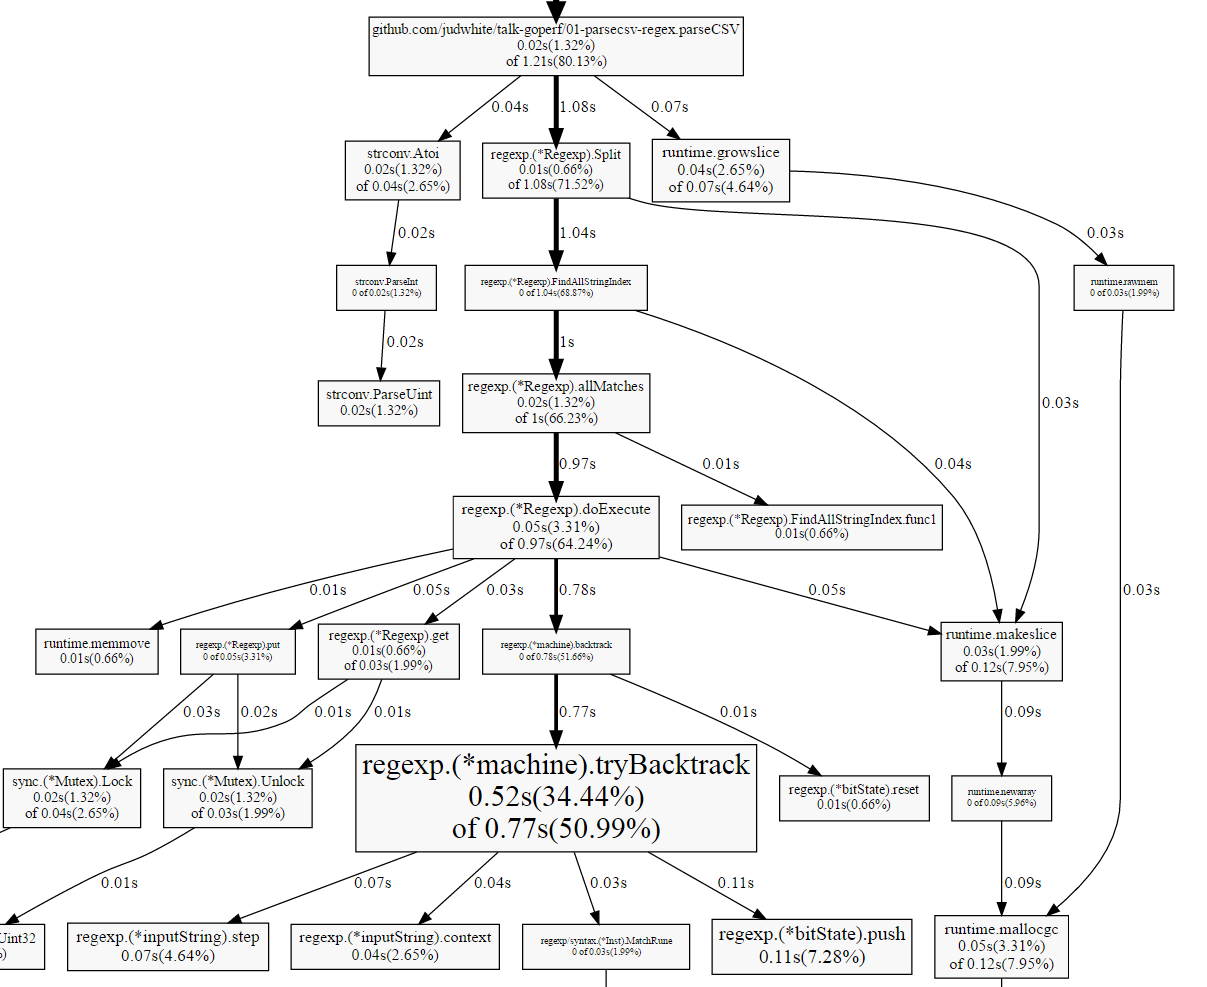 github.com/judwhite/talk-goperf/01-parsecsv-regex.parseCSV
0.02s(1.32%)
of 1.21s(80.13%)
0.04s
1.08s
0.07s
strconv.Atoi
0.02s(1.32%)
of 0.04s(2.65%)
regexp.(*Regexp).Split
0.01s(0.66%)
of 1.08s(71.52%)
runtime.growslice
0.04s(2.65%)
of 0.07s(4.64%)
0.02s
1.04s
0.03s
strconv.ParseInt
0 of 0.02s(1.32%)
regexp.(*Regexp).FindAllStringIndex
0 of 1.04s(68.87%)
runtime.rawmem
0 of 0.03s(1.99%)
0.02s
1s
strconv.ParseUint
0.02s(1.32%)
regexp.(*Regexp).allMatches
0.02s(1.32%)
of 1s(66.23%)
0.03s
0.97s
0.01s
0.04s
regexp.(*Regexp).doExecute
0.05s(3.31%)
of 0.97s(64.24%)
regexp.(*Regexp).FindAllStringIndex.func1
0.01s(0.66%)
0.01s
0.05s
0.03s
0.78s
0.05s
0.03s
runtime.memmove
0.01s(0.66%)
regexp.(*Regexp).put
0 of 0.05s(3.31%)
regexp.(*Regexp).get
0.01s(0.66%)
of 0.03s(1.99%)
regexp.(*machine).backtrack
0 of 0.78s(51.66%)
runtime.makeslice
0.03s(1.99%)
of 0.12s(7.95%)
0.03s
0.02s
0.01s
0.01s
0.77s
0.01s
0.09s
sync.(*Mutex).Lock
0.02s(1.32%)
of 0.04s(2.65%)
sync.(*Mutex).Unlock
0.02s(1.32%)
of 0.03s(1.99%)
regexp.(*machine).tryBacktrack
0.52s(34.44%)
of 0.77s(50.99%)
regexp.(*bitState).reset
0.01s(0.66%)
runtime.newarray
0 of 0.09s(5.96%)
0.01s
0.07s
0.04s
0.03s
0.11s
0.09s
Uint32
%)
regexp.(*inputString).step
0.07s(4.64%)
regexp.(*inputString).context
0.04s(2.65%)
regexp/syntax.(*Inst).MatchRune
0 of 0.03s(1.99%)
regexp.(*bitState).push
0.11s(7.28%)
runtime.mallocgc
0.05s(3.31%)
of 0.12s(7.95%)